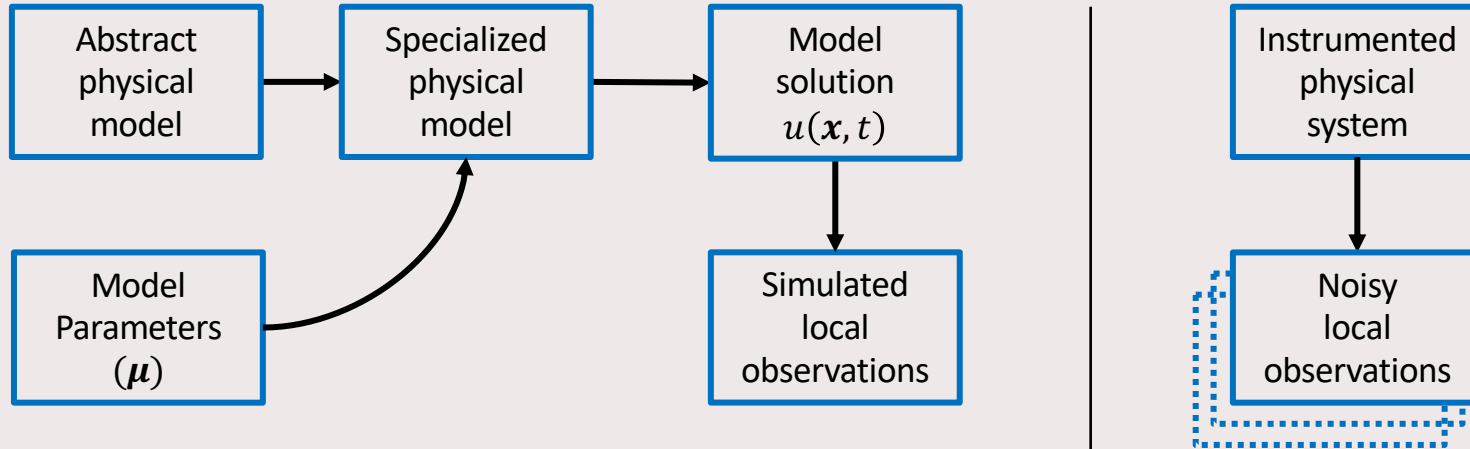 Abstract
physical
model
Specialized
physical
model
Model
solution
u(x, t)
Instrumented
physical
system
Model
Parameters
(μ)
Simulated
local
observations
Noisy
local
observations